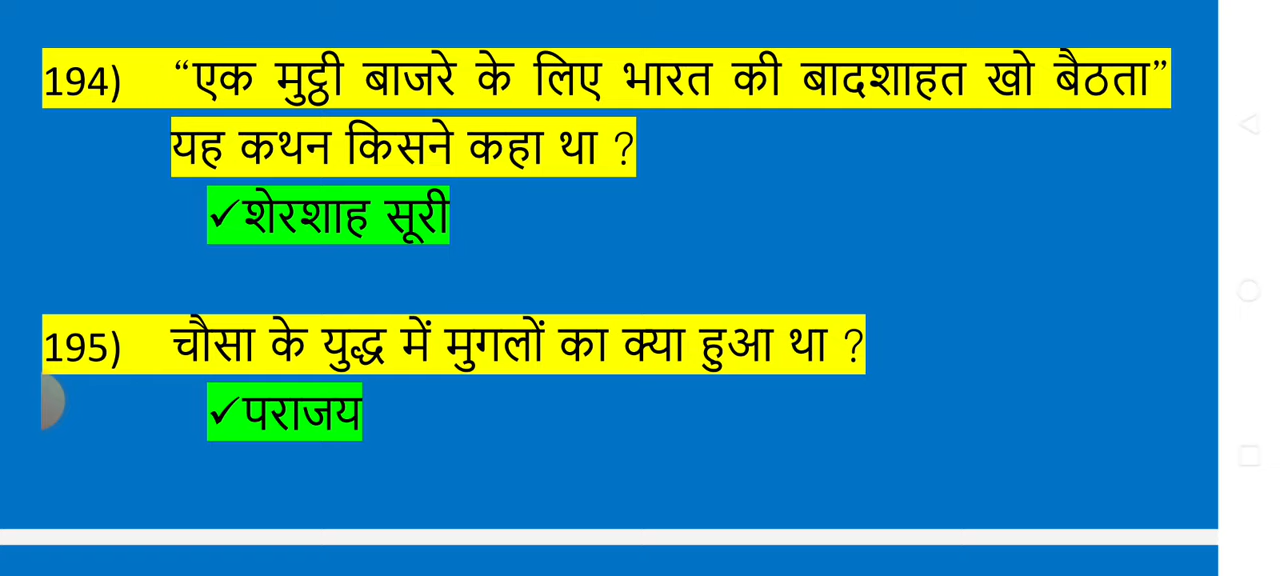 194) “एक मुट्ठी बाजरे के लिए भारत की बादशाहत खो बैठता”
यह कथन किसने कहा था ?
✓शेरशाह सूरी
195) चौसा के युद्ध में मुगलों का क्या हुआ था ?
✓पराजय